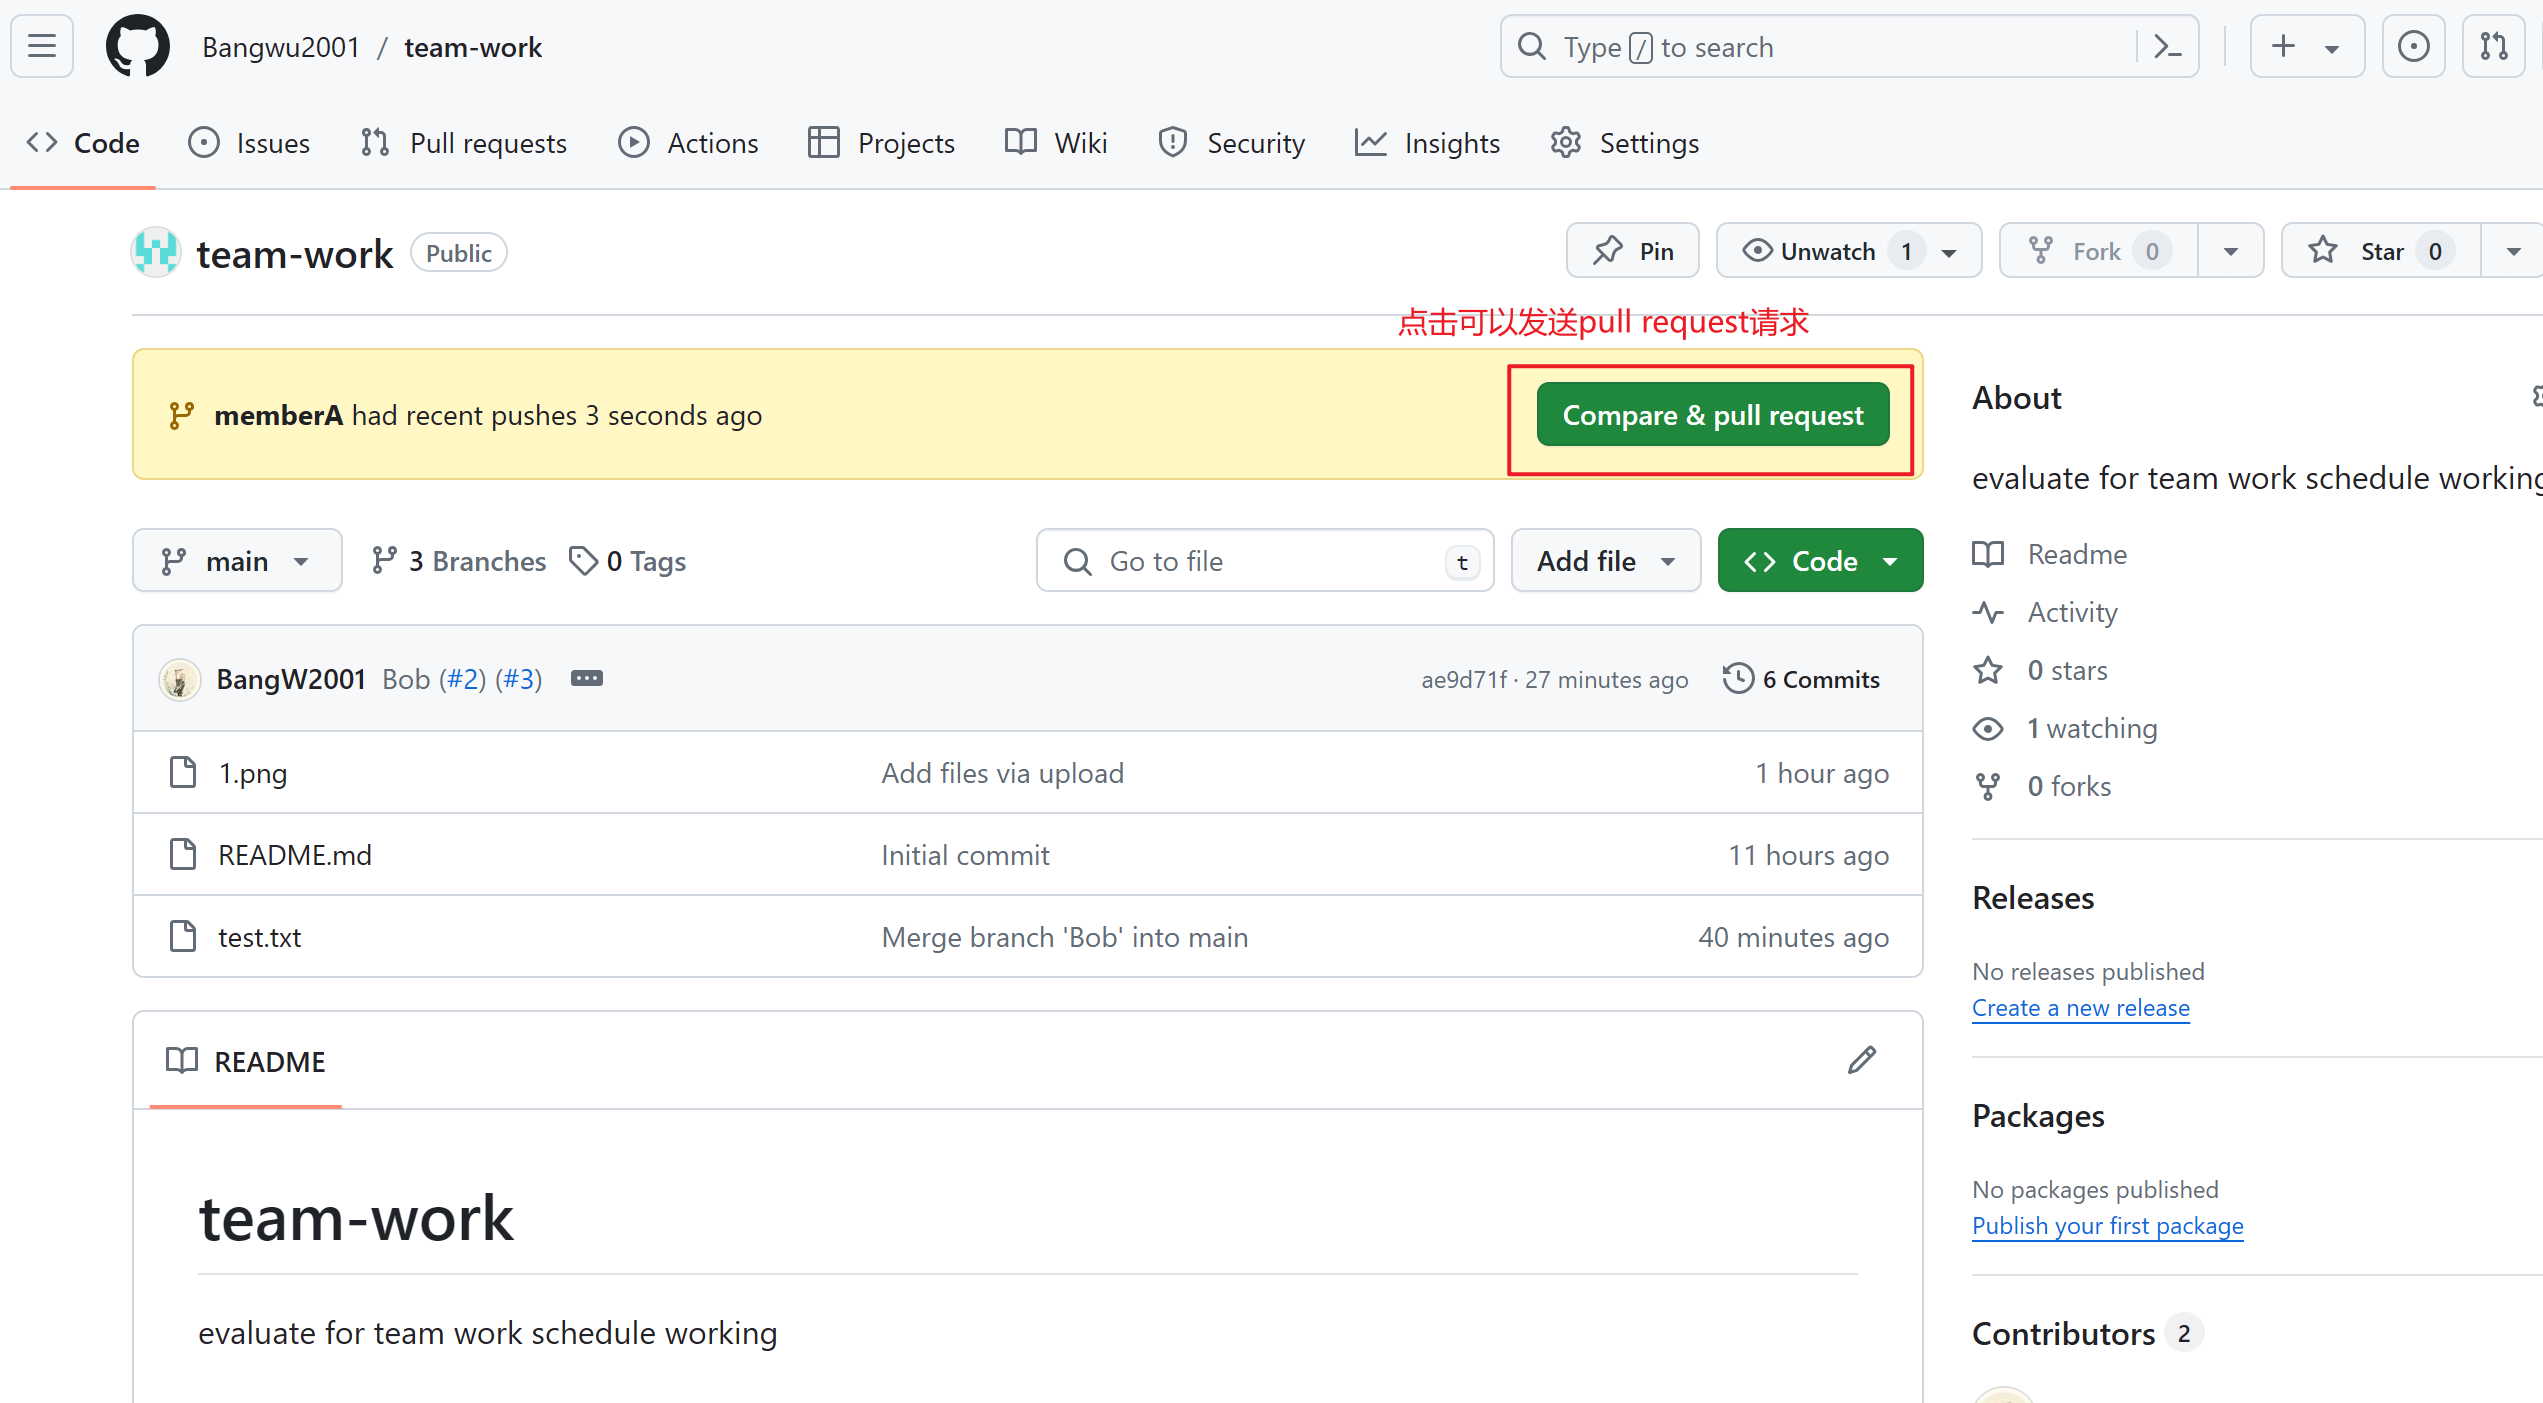 Bangwu2001 / team-work
Type / to search
Code Issues Pull requests Actions Projects Wiki Security Insights Settings
team-work Public
Pin Unwatch 1 Fork 0 Star 0
点击可以发送pull request请求
memberA had recent pushes 3 seconds ago
Compare & pull request
main 3 Branches 0 Tags
Go to file t Add file Code
BangW2001 Bob (#2) (#3) ae9d71f · 27 minutes ago 6 Commits
1.png Add files via upload 1 hour ago
README.md Initial commit 11 hours ago
test.txt Merge branch 'Bob' into main 40 minutes ago
README
team-work
evaluate for team work schedule working
About
evaluate for team work schedule working
Readme
Activity
0 stars
1 watching
0 forks
Releases
No releases published
Create a new release
Packages
No packages published
Publish your first package
Contributors 2